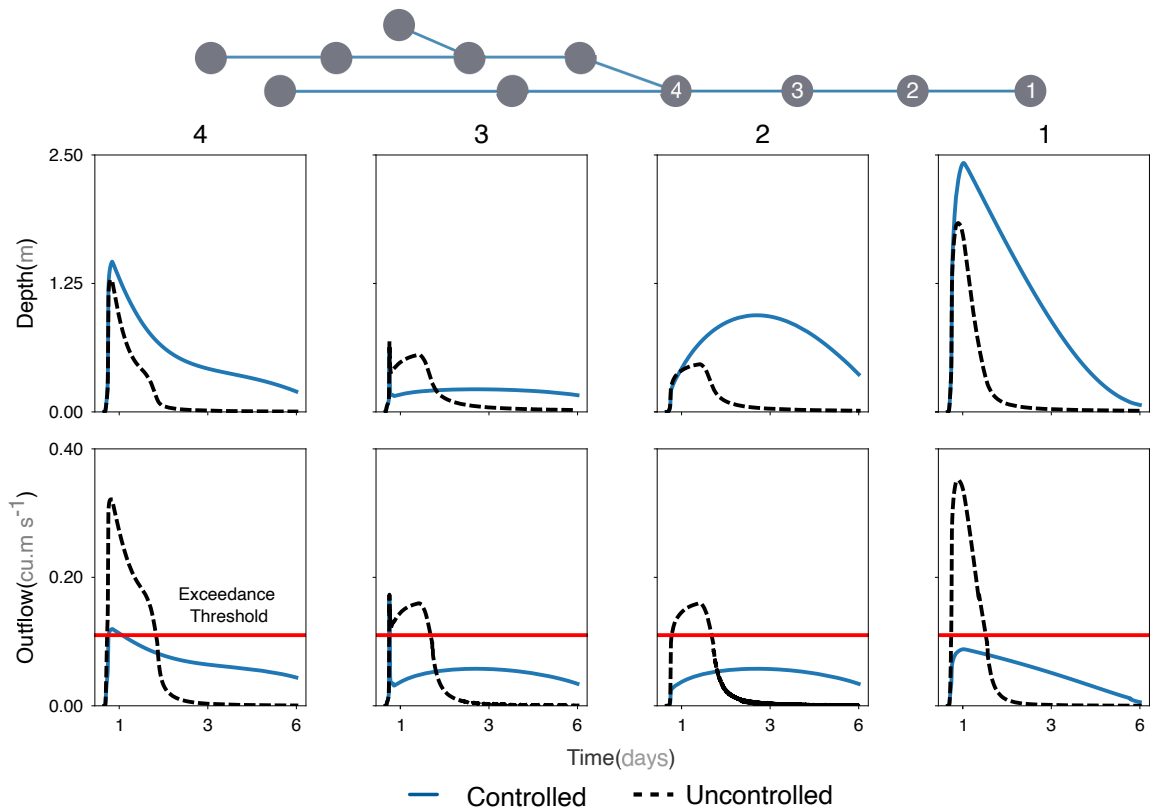 4 3 2 1
4 3 2 1
2.50
1.25
0.00
Depth(m)
0.40
0.20
0.00
Outflow(cu.m s-1)
Exceedance
Threshold
1 3 6 1 3 6 1 3 6 1 3 6
Time(days)
Controlled Uncontrolled